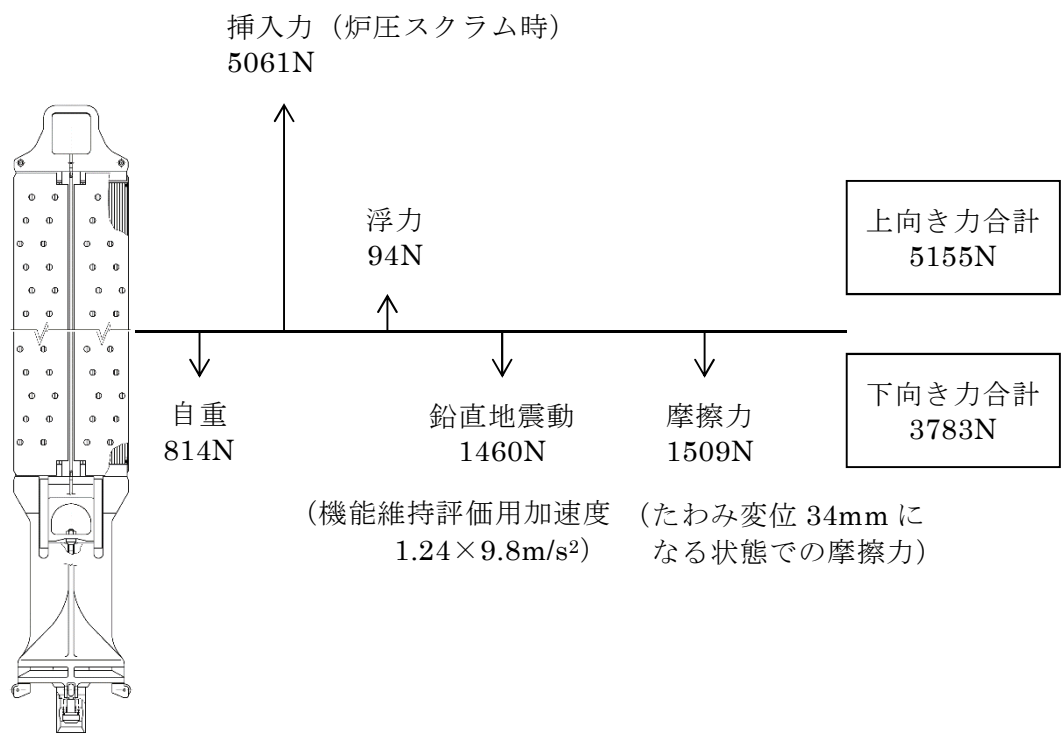 挿入力（炉圧スクラム時）
5061N
浮力
94N
上向き力合計
5155N
自重
814N
鉛直地震動
1460N
（機能維持評価用加速度
1.24×9.8m/s²）
摩擦力
1509N
（たわみ変位 34mm に
なる状態での摩擦力）
下向き力合計
3783N